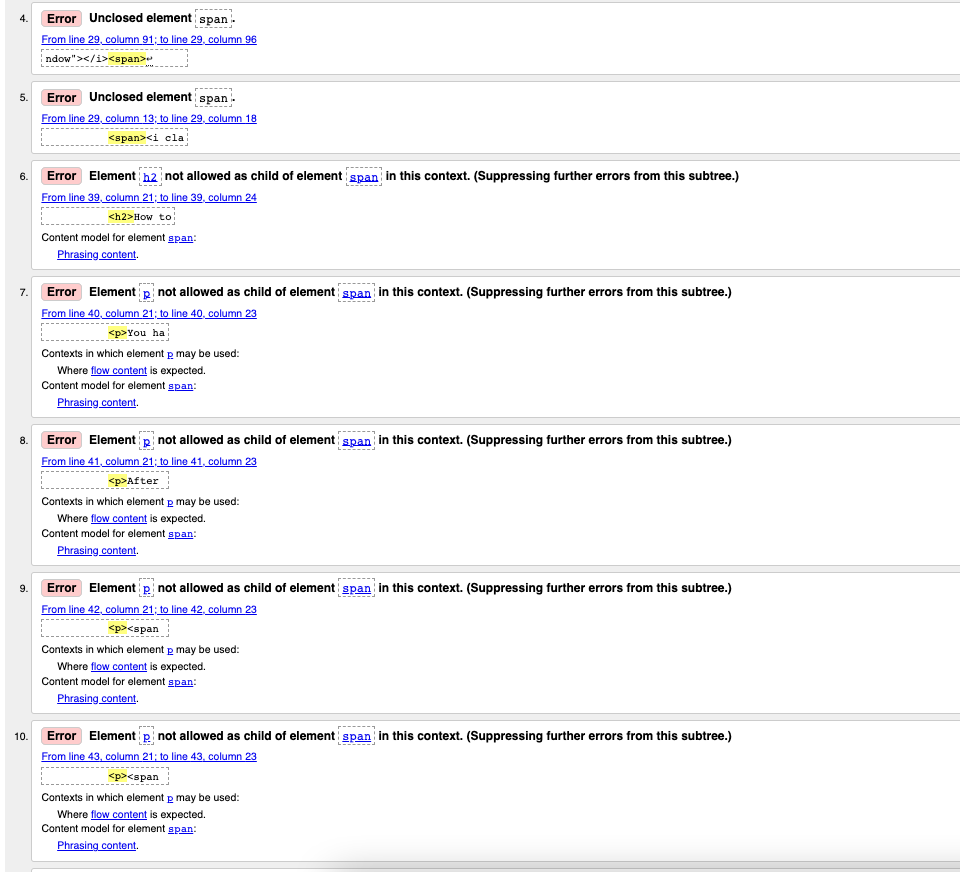 4. Error Unclosed element span.
From line 29, column 91; to line 29, column 96
ndow"></i><span>↩
5. Error Unclosed element span.
From line 29, column 13; to line 29, column 18
<span><i cla
6. Error Element h2 not allowed as child of element span in this context. (Suppressing further errors from this subtree.)
From line 39, column 21; to line 39, column 24
<h2>How to
Content model for element span:
Phrasing content.
7. Error Element p not allowed as child of element span in this context. (Suppressing further errors from this subtree.)
From line 40, column 21; to line 40, column 23
<p>You ha
Contexts in which element p may be used:
Where flow content is expected.
Content model for element span:
Phrasing content.
8. Error Element p not allowed as child of element span in this context. (Suppressing further errors from this subtree.)
From line 41, column 21; to line 41, column 23
<p>After
Contexts in which element p may be used:
Where flow content is expected.
Content model for element span:
Phrasing content.
9. Error Element p not allowed as child of element span in this context. (Suppressing further errors from this subtree.)
From line 42, column 21; to line 42, column 23
<p><span
Contexts in which element p may be used:
Where flow content is expected.
Content model for element span:
Phrasing content.
10. Error Element p not allowed as child of element span in this context. (Suppressing further errors from this subtree.)
From line 43, column 21; to line 43, column 23
<p><span
Contexts in which element p may be used:
Where flow content is expected.
Content model for element span:
Phrasing content.